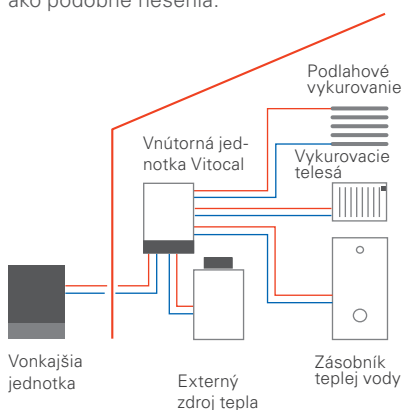 ako podobné riešenia.
Podlahové
vykurovanie
Vnútorná jed-
notka Vitocal
Vykurovacie
telesá
Vonkajšia
jednotka
Externý
zdroj tepla
Zásobník
teplej vody